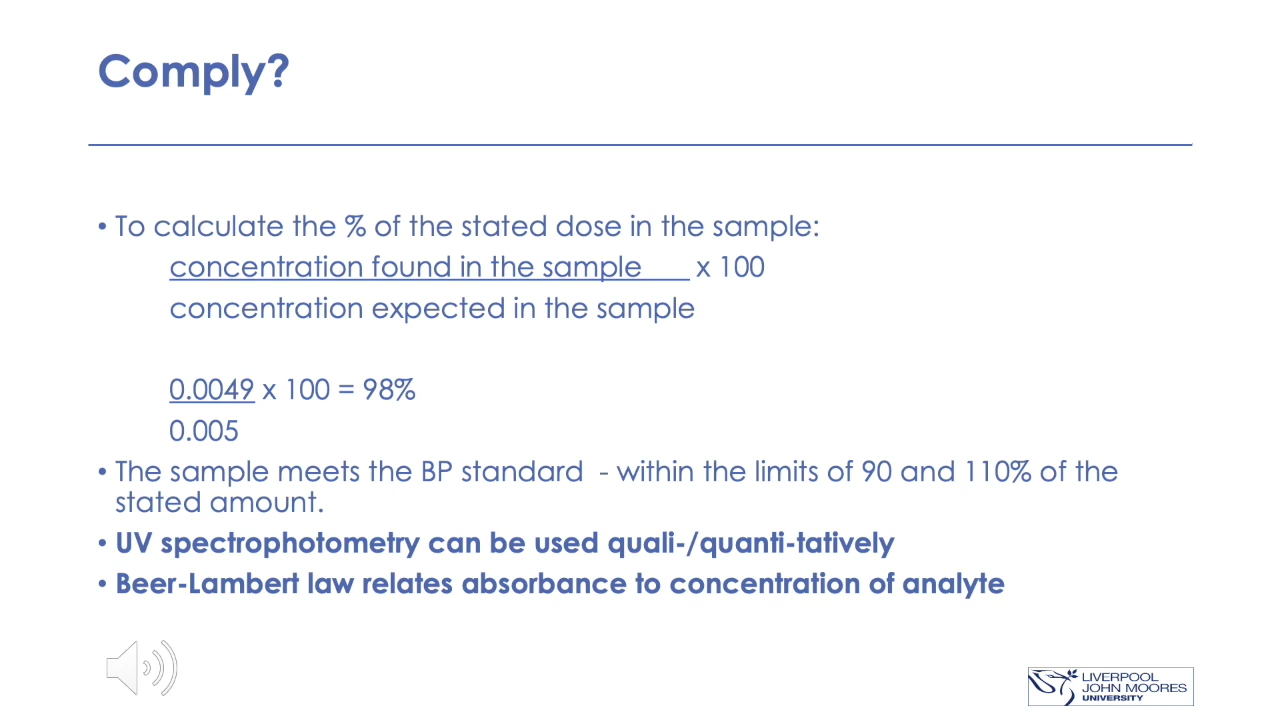 Comply?
• To calculate the % of the stated dose in the sample:
concentration found in the sample___ x 100
concentration expected in the sample
0.0049 x 100 = 98%
0.005
• The sample meets the BP standard - within the limits of 90 and 110% of the
stated amount.
• UV spectrophotometry can be used quali-/quanti-tatively
• Beer-Lambert law relates absorbance to concentration of analyte
LIVERPOOL
JOHN MOORES
UNIVERSITY